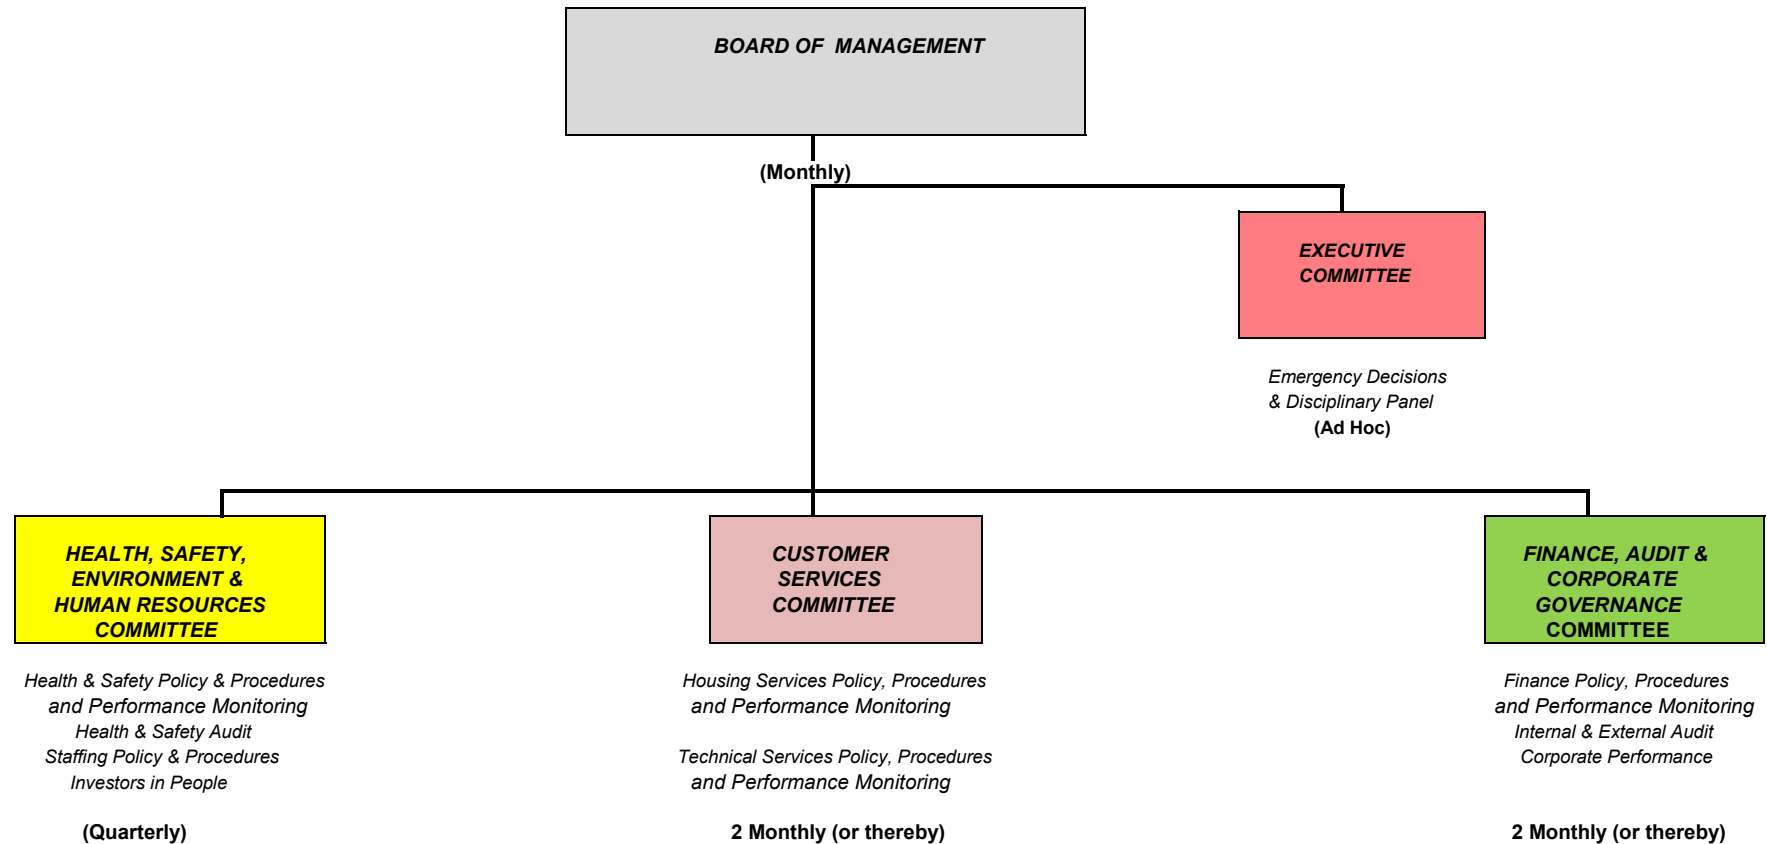 BOARD OF MANAGEMENT
(Monthly)
EXECUTIVE
COMMITTEE
Emergency Decisions
& Disciplinary Panel
(Ad Hoc)
HEALTH, SAFETY,
ENVIRONMENT &
HUMAN RESOURCES
COMMITTEE
Health & Safety Policy & Procedures
and Performance Monitoring
Health & Safety Audit
Staffing Policy & Procedures
Investors in People
(Quarterly)
CUSTOMER
SERVICES
COMMITTEE
Housing Services Policy, Procedures
and Performance Monitoring
Technical Services Policy, Procedures
and Performance Monitoring
2 Monthly (or thereby)
FINANCE, AUDIT &
CORPORATE
GOVERNANCE
COMMITTEE
Finance Policy, Procedures
and Performance Monitoring
Internal & External Audit
Corporate Performance
2 Monthly (or thereby)